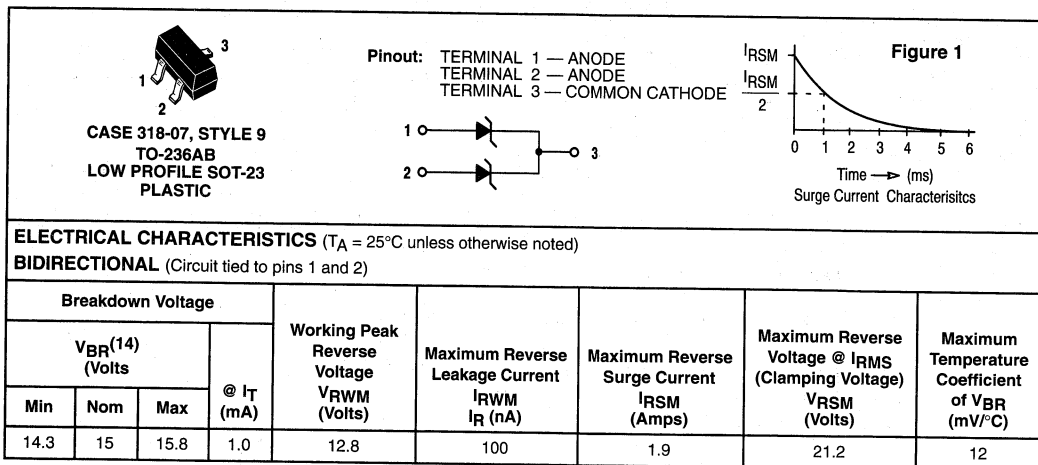 3
1
2
CASE 318-07, STYLE 9
TO-236AB
LOW PROFILE SOT-23
PLASTIC
Pinout: TERMINAL 1 — ANODE
TERMINAL 2 — ANODE
TERMINAL 3 — COMMON CATHODE
1
2
3
Figure 1
IRSM
IRSM
2
0 1 2 3 4 5 6
Time → (ms)
Surge Current Characterisitcs
ELECTRICAL CHARACTERISTICS (TA = 25°C unless otherwise noted)
BIDIRECTIONAL (Circuit tied to pins 1 and 2)
Breakdown Voltage
VBR(14)
(Volts
Min Nom Max
@ IT
(mA)
Working Peak
Reverse
Voltage
VRWM
(Volts)
Maximum Reverse
Leakage Current
IRWM
IR (nA)
Maximum Reverse
Surge Current
IRSM
(Amps)
Maximum Reverse
Voltage @ IRMS
(Clamping Voltage)
VRSM
(Volts)
Maximum
Temperature
Coefficient
of VBR
(mV/°C)
14.3 15 15.8 1.0 12.8 100 1.9 21.2 12